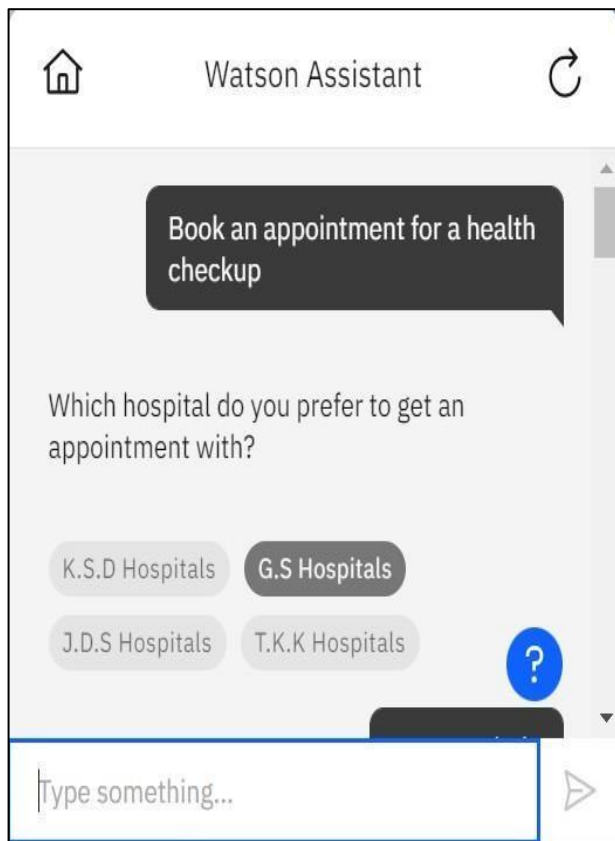 Watson Assistant
Book an appointment for a health
checkup
Which hospital do you prefer to get an
appointment with?
K.S.D Hospitals G.S Hospitals
J.D.S Hospitals T.K.K Hospitals
?
Type something...